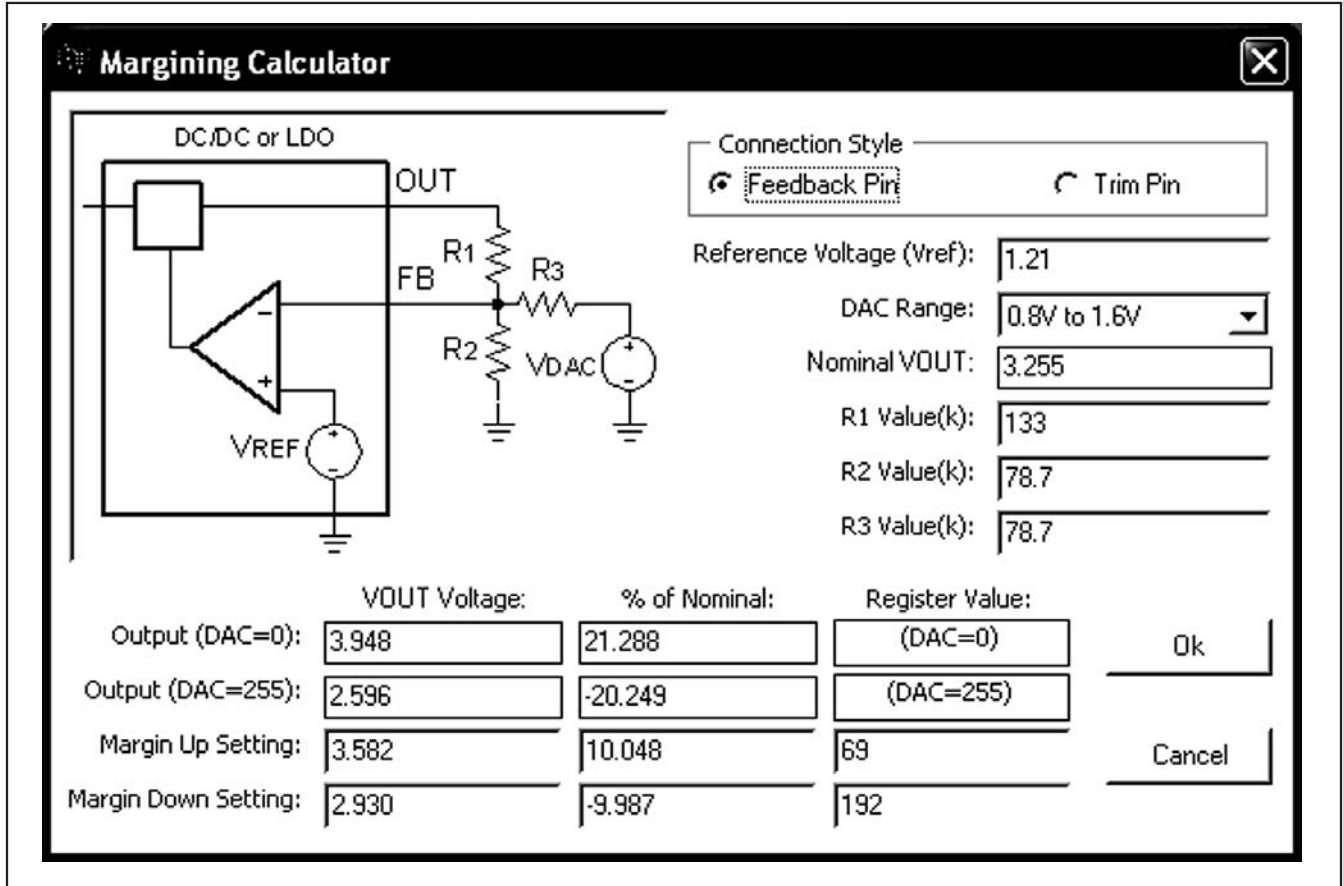 Margining Calculator
DC/DC or LDO
OUT
R1
FB
R3
R2
VDAC
VREF
Connection Style
Feedback Pin
Trim Pin
Reference Voltage (Vref): 1.21
DAC Range: 0.8V to 1.6V
Nominal VOUT: 3.255
R1 Value(k): 133
R2 Value(k): 78.7
R3 Value(k): 78.7
VOUT Voltage: % of Nominal: Register Value:
Output (DAC=0): 3.948 21.288 (DAC=0)
Output (DAC=255): 2.596 -20.249 (DAC=255)
Margin Up Setting: 3.582 10.048 69
Margin Down Setting: 2.930 -9.987 192
Ok
Cancel